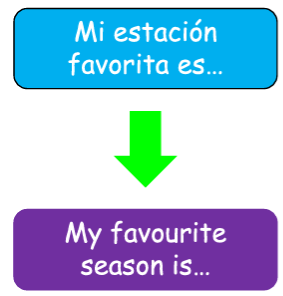 Mi estación
favorita es…
My favourite
season is…